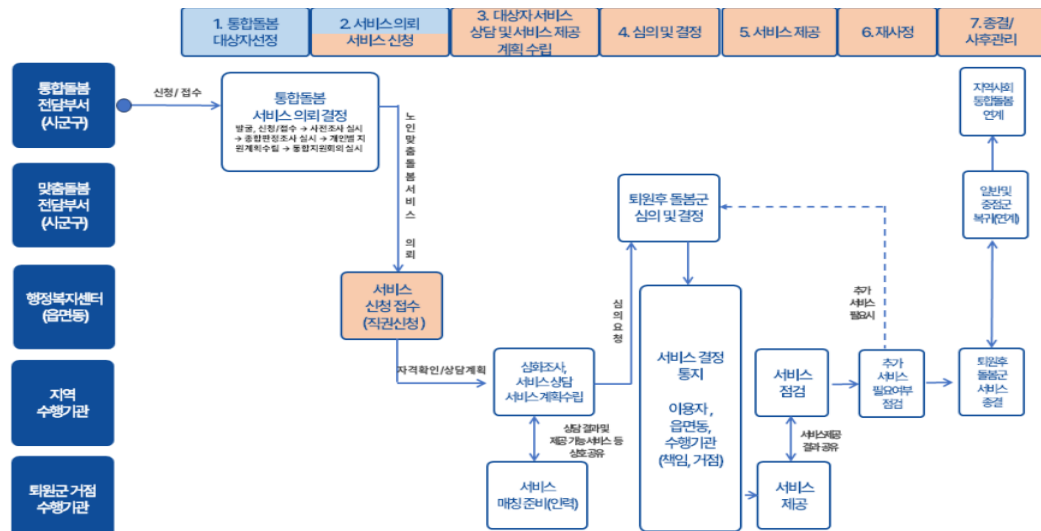 1. 통합돌봄
대상자선정
2. 서비스 의뢰
서비스 신청
3. 대상자 서비스
상담 및 서비스 제공
계획 수립
4. 심의 및 결정
5. 서비스 제공
6. 재사정
7. 종결/
사후관리
통합돌봄
전담부서
(시군구)
신청/ 접수
통합돌봄
서비스 의뢰 결정
발굴, 신청/접수 → 사전조사 실시
→ 종합판정조사 실시 → 개인별 지
원계획수립 → 통합지원회의 실시
노인맞춤돌봄서비스 의뢰
지역사회
통합돌봄
연계
맞춤돌봄
전담부서
(시군구)
퇴원후 돌봄군
심의 및 결정
일반및
중점군
복귀(연계)
행정복지센터
(읍면동)
서비스
신청 접수
(직권신청)
심의요청
추가
서비스
필요시
지역
수행기관
자격확인/상담계획
심화조사,
서비스 상담
서비스 계획수립
서비스 결정
통지
이용자,
읍면동,
수행기관
(책임, 거점)
서비스
점검
추가
서비스
필요여부
점검
퇴원후
돌봄군
서비스
종결
상담 결과 및
제공 가능 서비스 등
상호 공유
서비스제공
결과 공유
퇴원군 거점
수행기관
서비스
매칭 준비(인력)
서비스
제공